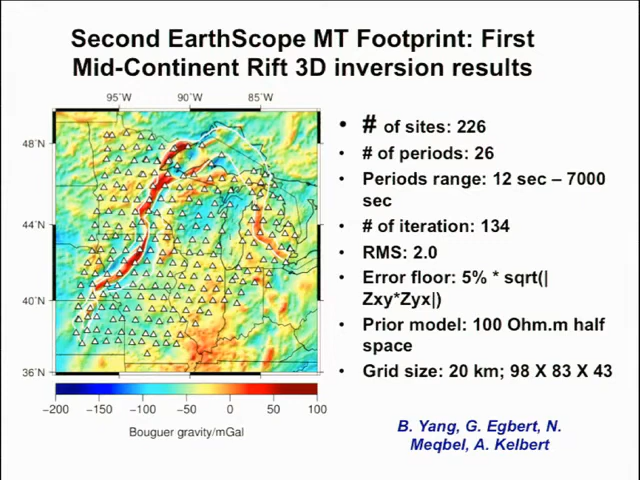 Second EarthScope MT Footprint: First
Mid-Continent Rift 3D inversion results
95°W 90°W 85°W
48°N
44°N
40°N
36°N
−200 −150 −100 −50 0 50 100
Bouguer gravity/mGal
• # of sites: 226
• # of periods: 26
• Periods range: 12 sec – 7000
sec
• # of iteration: 134
• RMS: 2.0
• Error floor: 5% * sqrt(|
Zxy*Zyx|)
• Prior model: 100 Ohm.m half
space
• Grid size: 20 km; 98 X 83 X 43
B. Yang, G. Egbert, N.
Meqbel, A. Kelbert